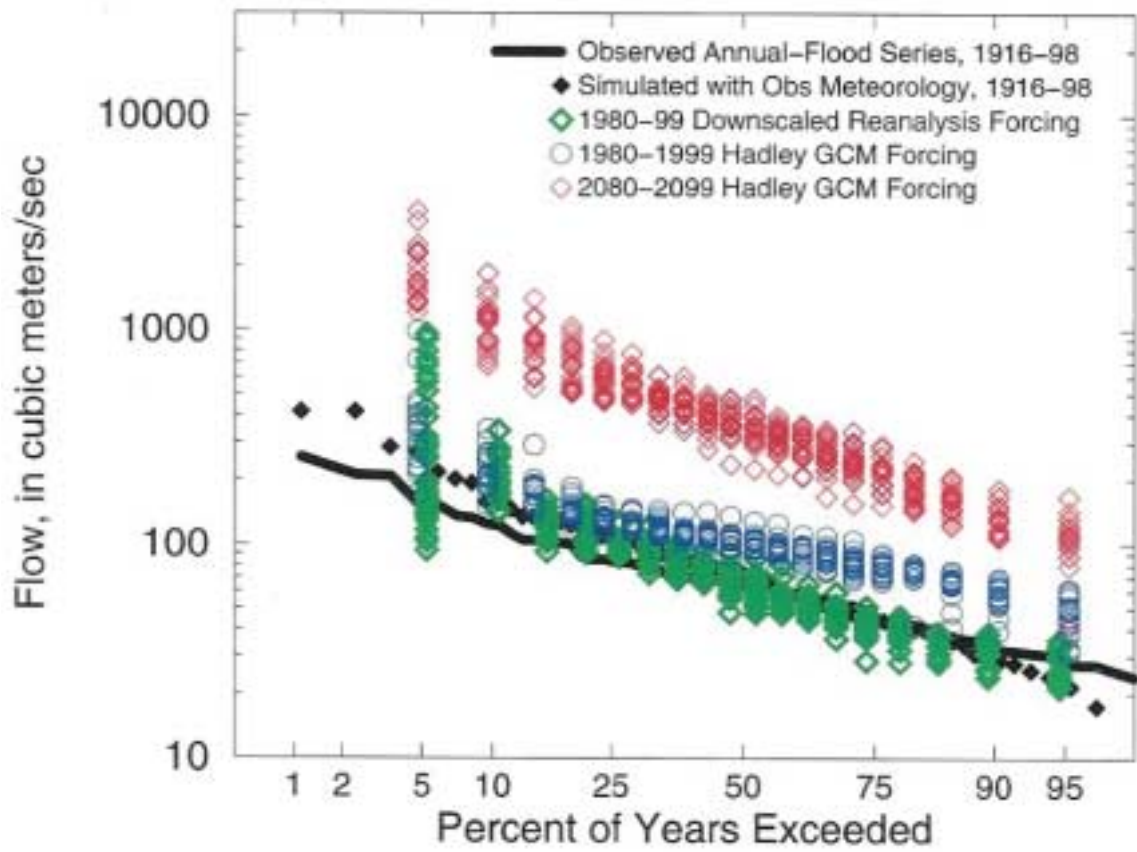 Observed Annual-Flood Series, 1916-98
Simulated with Obs Meteorology, 1916-98
1980-99 Downscaled Reanalysis Forcing
1980-1999 Hadley GCM Forcing
2080-2099 Hadley GCM Forcing
Flow, in cubic meters/sec
10000
1000
100
10
1 2 5 10 25 50 75 90 95
Percent of Years Exceeded